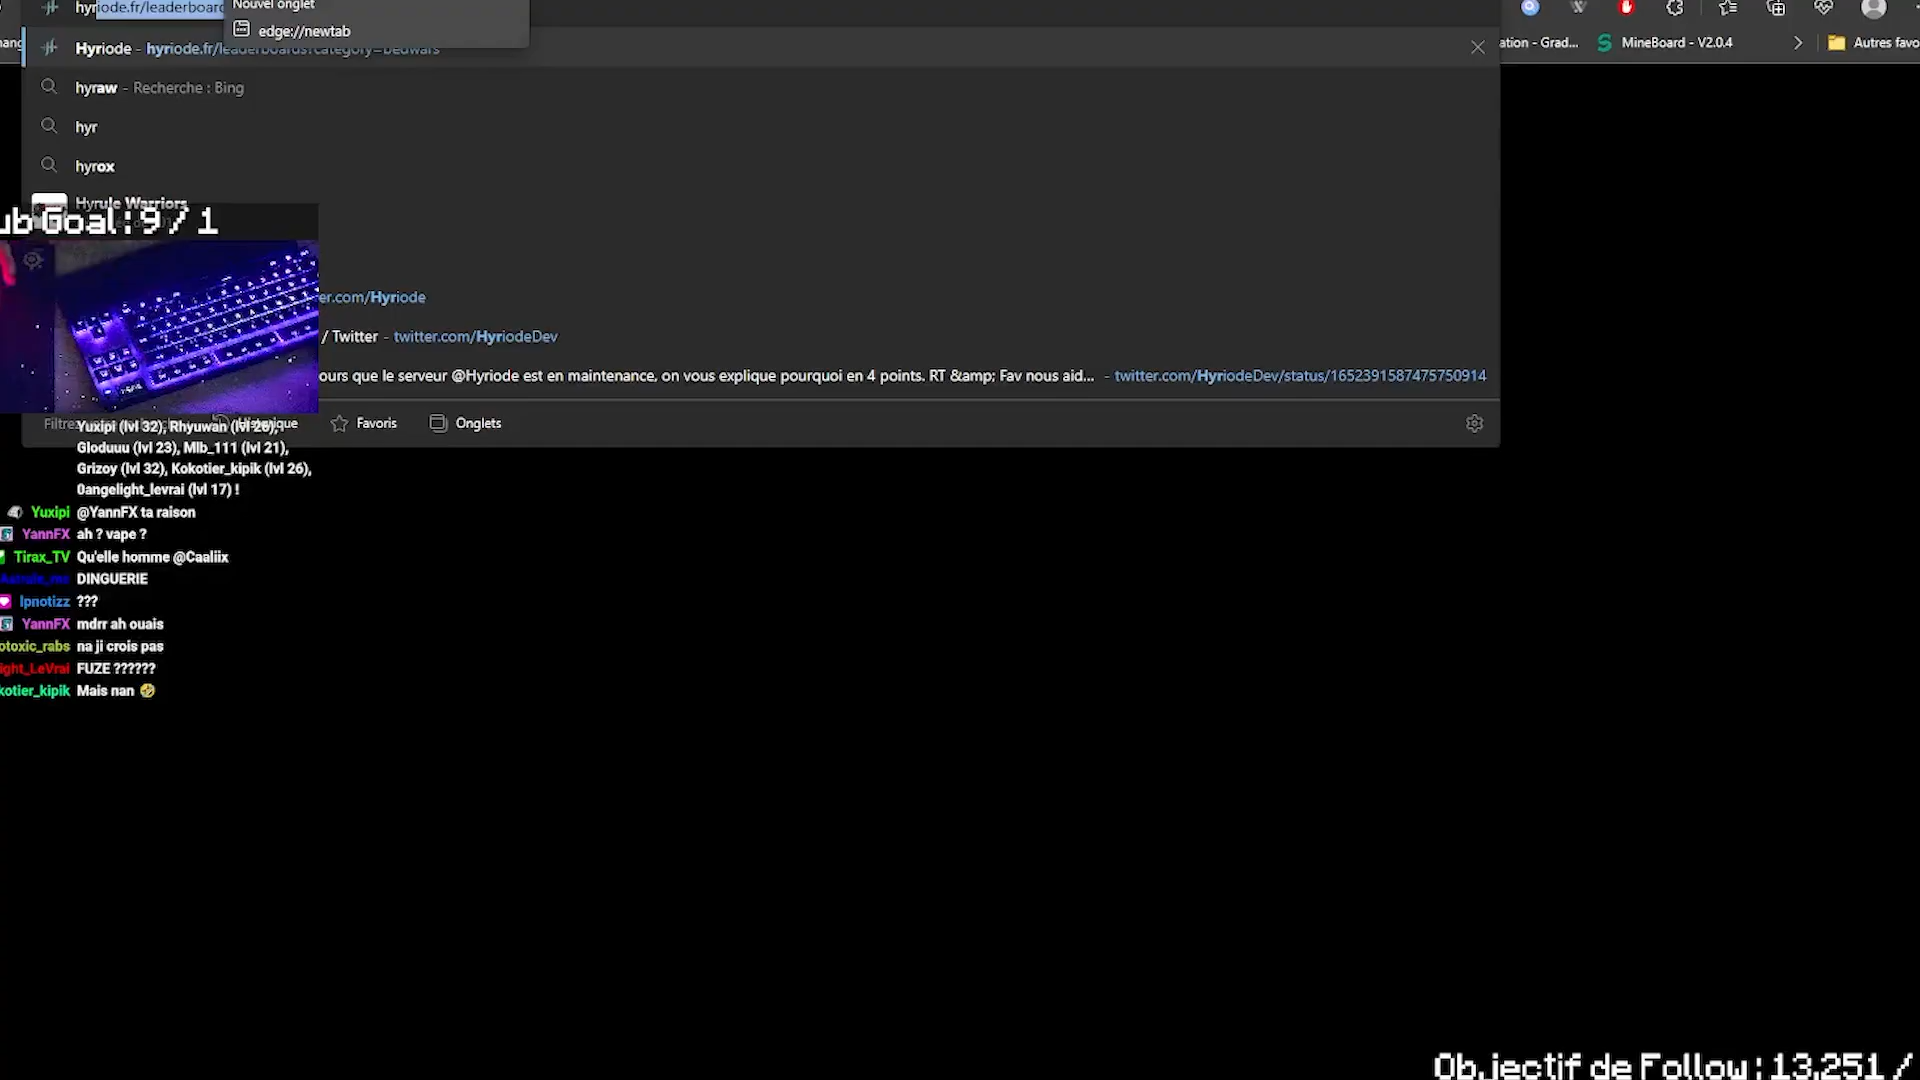 hyriode.fr/leaderboard
Nouvel onglet
edge://newtab
Hyriode - hyriode.fr/leaderboards?category=bedwars
ation - Grad...
MineBoard - V2.0.4
Autres favo
hyraw - Recherche : Bing
hyr
hyrox
Hyrule Warriors
ub Goal : 9 / 1
er.com/Hyriode
/ Twitter - twitter.com/HyriodeDev
ours que le serveur @Hyriode est en maintenance, on vous explique pourquoi en 4 points. RT &amp; Fav nous aid... - twitter.com/HyriodeDev/status/1652391587475750914
Historique
Favoris
Onglets
Yuxipi (lvl 32), Rhyuwan (lvl 26),
Gloduuu (lvl 23), Mlb_111 (lvl 21),
Grizoy (lvl 32), Kokotier_kipik (lvl 26),
0angelight_levrai (lvl 17) !
Yuxipi @YannFX ta raison
YannFX ah ? vape ?
Tirax_TV Qu'elle homme @Caaliix
DINGUERIE
Ipnotizz ???
YannFX mdrr ah ouais
otoxic_rabs na ji crois pas
ight_LeVrai FUZE ??????
kotier_kipik Mais nan 🤣
Objectif de Follow : 13,251 /